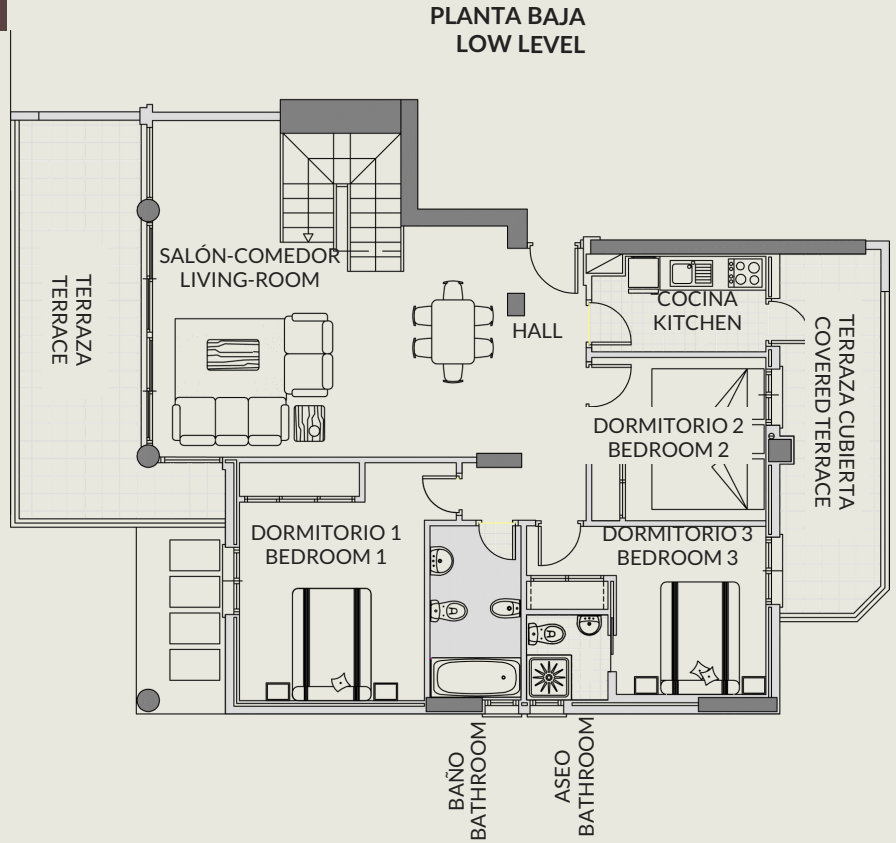 PLANTA BAJA
LOW LEVEL
SALÓN-COMEDOR
LIVING-ROOM
TERRAZA
TERRACE
HALL
COCINA
KITCHEN
TERRAZA CUBIERTA
COVERED TERRACE
DORMITORIO 2
BEDROOM 2
DORMITORIO 1
BEDROOM 1
DORMITORIO 3
BEDROOM 3
BAÑO
BATHROOM
ASEO
BATHROOM